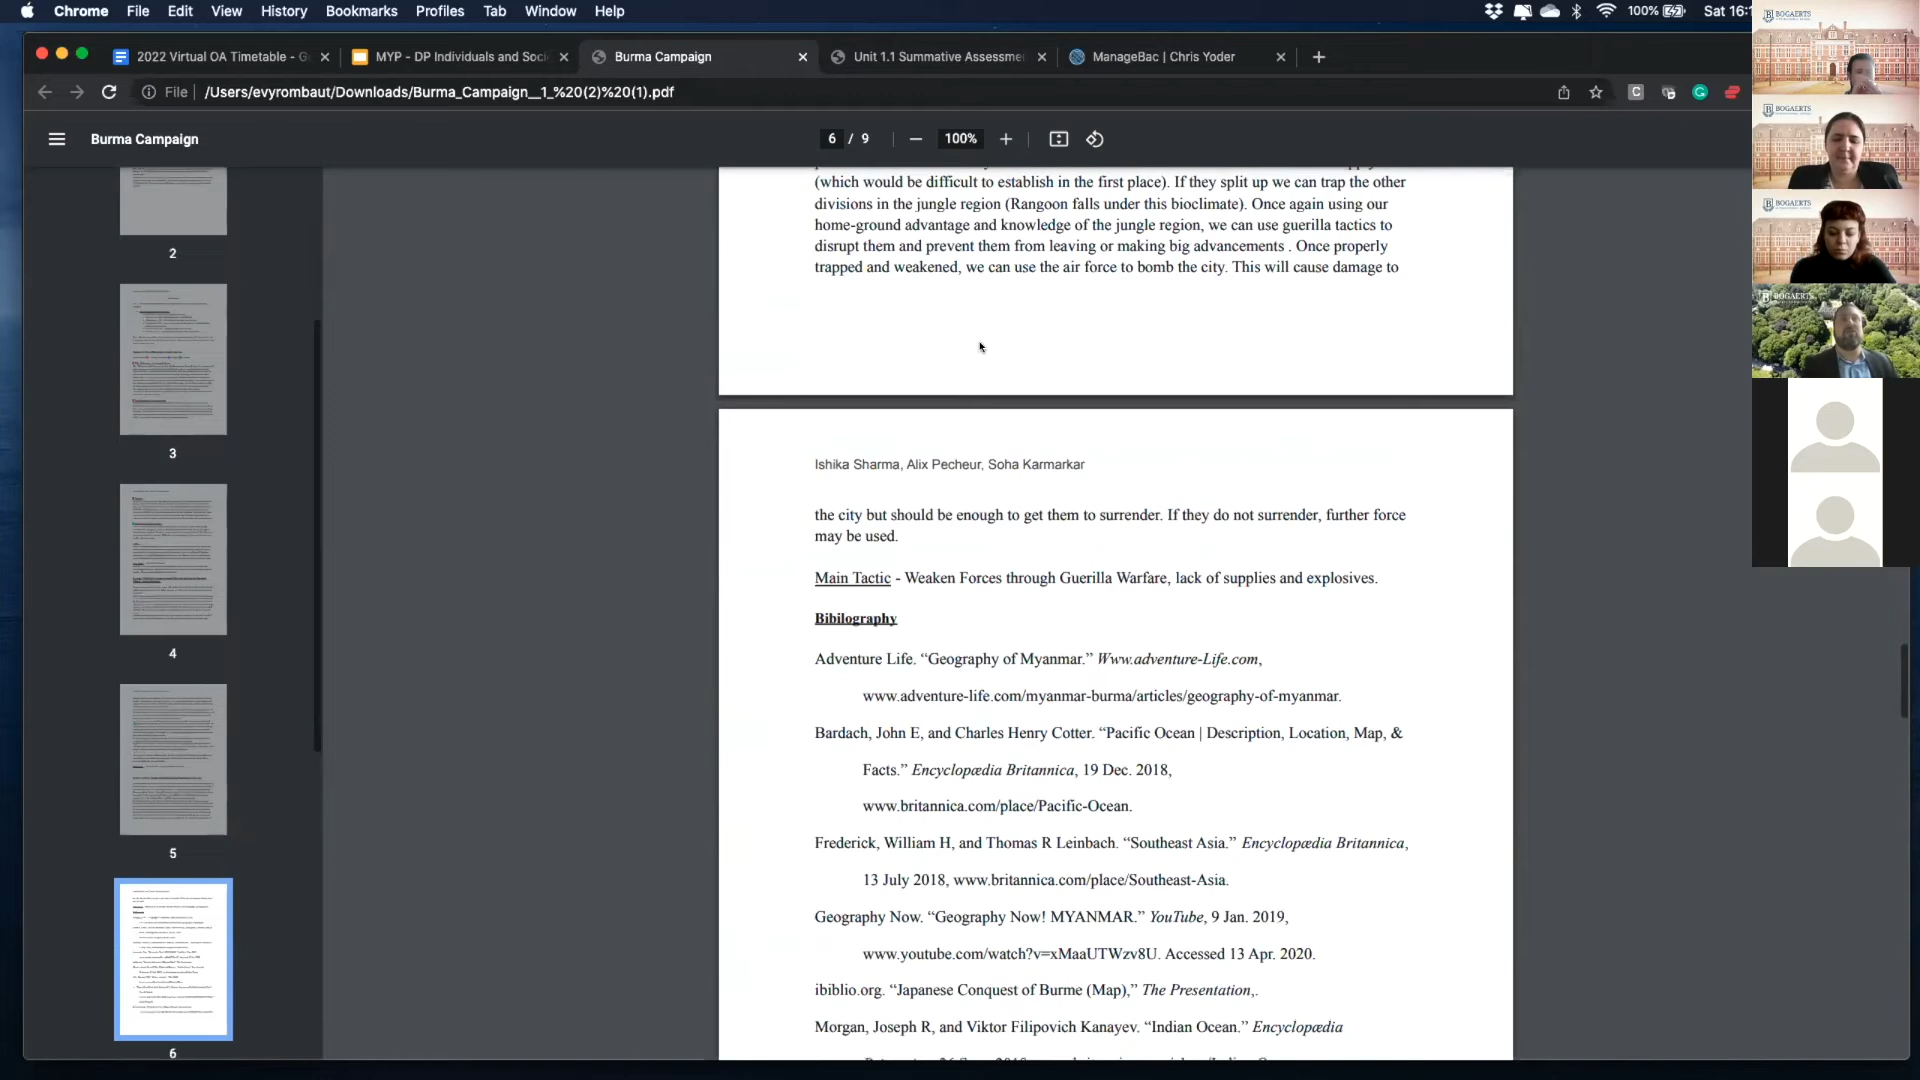 Chrome File Edit View History Bookmarks Profiles Tab Window Help
100% Sat 16:1
2022 Virtual OA Timetable - G
MYP - DP Individuals and Soci
Burma Campaign
Unit 1.1 Summative Assessme
ManageBac | Chris Yoder
File /Users/evyrombaut/Downloads/Burma_Campaign__1_%20(2)%20(1).pdf
Burma Campaign
6 / 9
100%
2
3
4
5
6
(which would be difficult to establish in the first place). If they split up we can trap the other
divisions in the jungle region (Rangoon falls under this bioclimate). Once again using our
home-ground advantage and knowledge of the jungle region, we can use guerilla tactics to
disrupt them and prevent them from leaving or making big advancements . Once properly
trapped and weakened, we can use the air force to bomb the city. This will cause damage to
Ishika Sharma, Alix Pecheur, Soha Karmarkar
the city but should be enough to get them to surrender. If they do not surrender, further force
may be used.
Main Tactic - Weaken Forces through Guerilla Warfare, lack of supplies and explosives.
Bibilography
Adventure Life. “Geography of Myanmar.” Www.adventure-Life.com,
www.adventure-life.com/myanmar-burma/articles/geography-of-myanmar.
Bardach, John E, and Charles Henry Cotter. “Pacific Ocean | Description, Location, Map, &
Facts.” Encyclopædia Britannica, 19 Dec. 2018,
www.britannica.com/place/Pacific-Ocean.
Frederick, William H, and Thomas R Leinbach. “Southeast Asia.” Encyclopædia Britannica,
13 July 2018, www.britannica.com/place/Southeast-Asia.
Geography Now. “Geography Now! MYANMAR.” YouTube, 9 Jan. 2019,
www.youtube.com/watch?v=xMaaUTWzv8U. Accessed 13 Apr. 2020.
ibiblio.org. “Japanese Conquest of Burme (Map),” The Presentation,.
Morgan, Joseph R, and Viktor Filipovich Kanayev. “Indian Ocean.” Encyclopædia
BOGAERTS
BOGAERTS
BOGAERTS
BOGAERTS